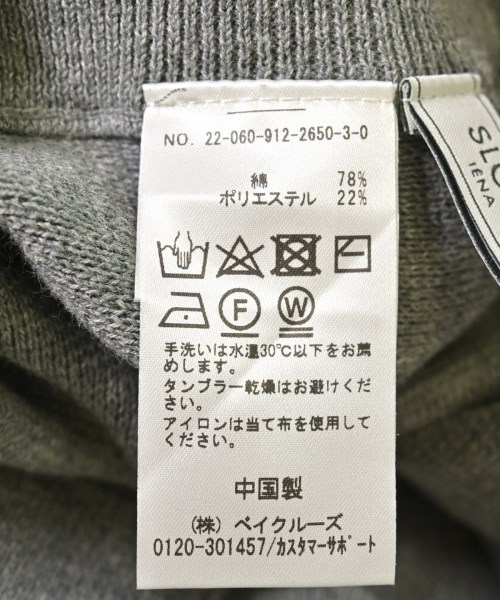 NO. 22-060-912-2650-3-0
綿 78%
ポリエステル 22%
F
W
手洗いは水温30℃以下をお薦
めします。
タンブラー乾燥はお避けくだ
さい。
アイロンは当て布を使用して
ください。
中国製
(株) ベイクルーズ
0120-301457/カスタマーサポート
SLO
IENA